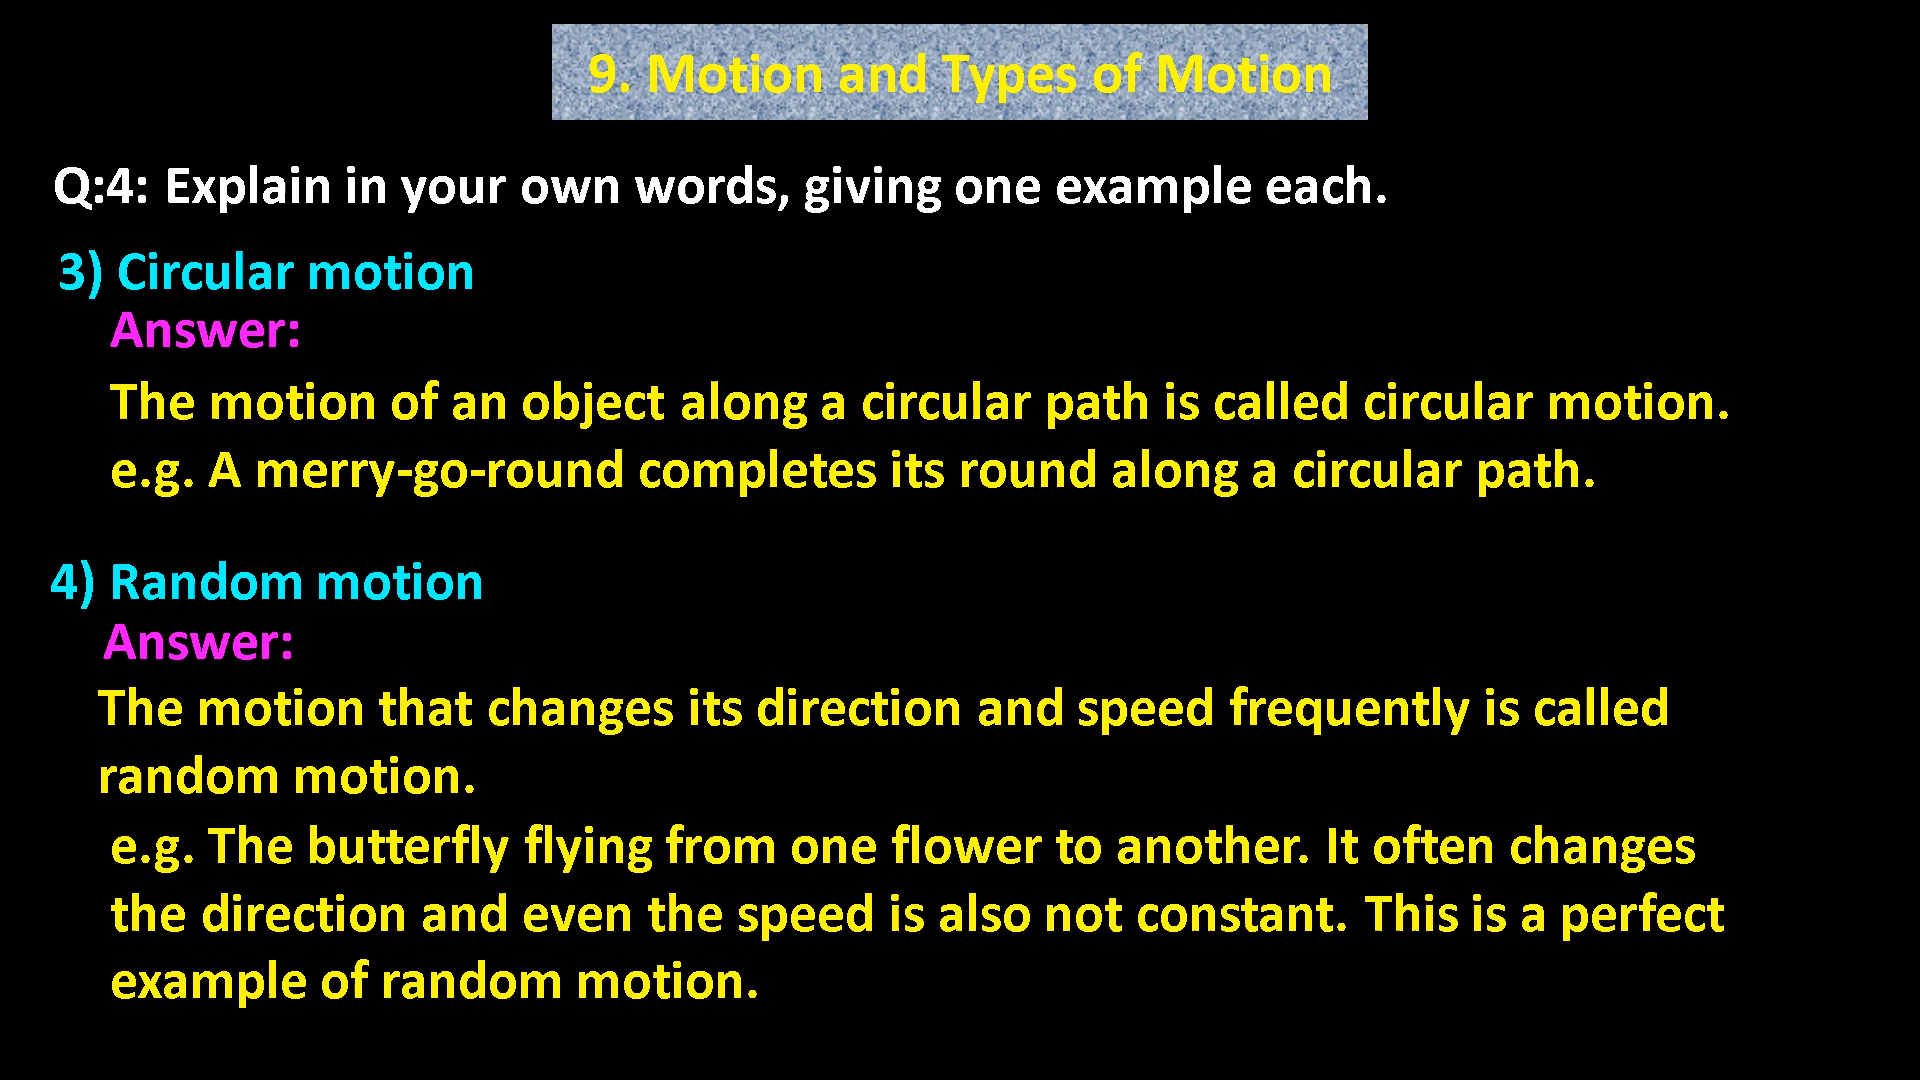 9. Motion and Types of Motion
Q:4: Explain in your own words, giving one example each.
3) Circular motion
Answer:
The motion of an object along a circular path is called circular motion.
e.g. A merry-go-round completes its round along a circular path.
4) Random motion
Answer:
The motion that changes its direction and speed frequently is called
random motion.
e.g. The butterfly flying from one flower to another. It often changes
the direction and even the speed is also not constant. This is a perfect
example of random motion.